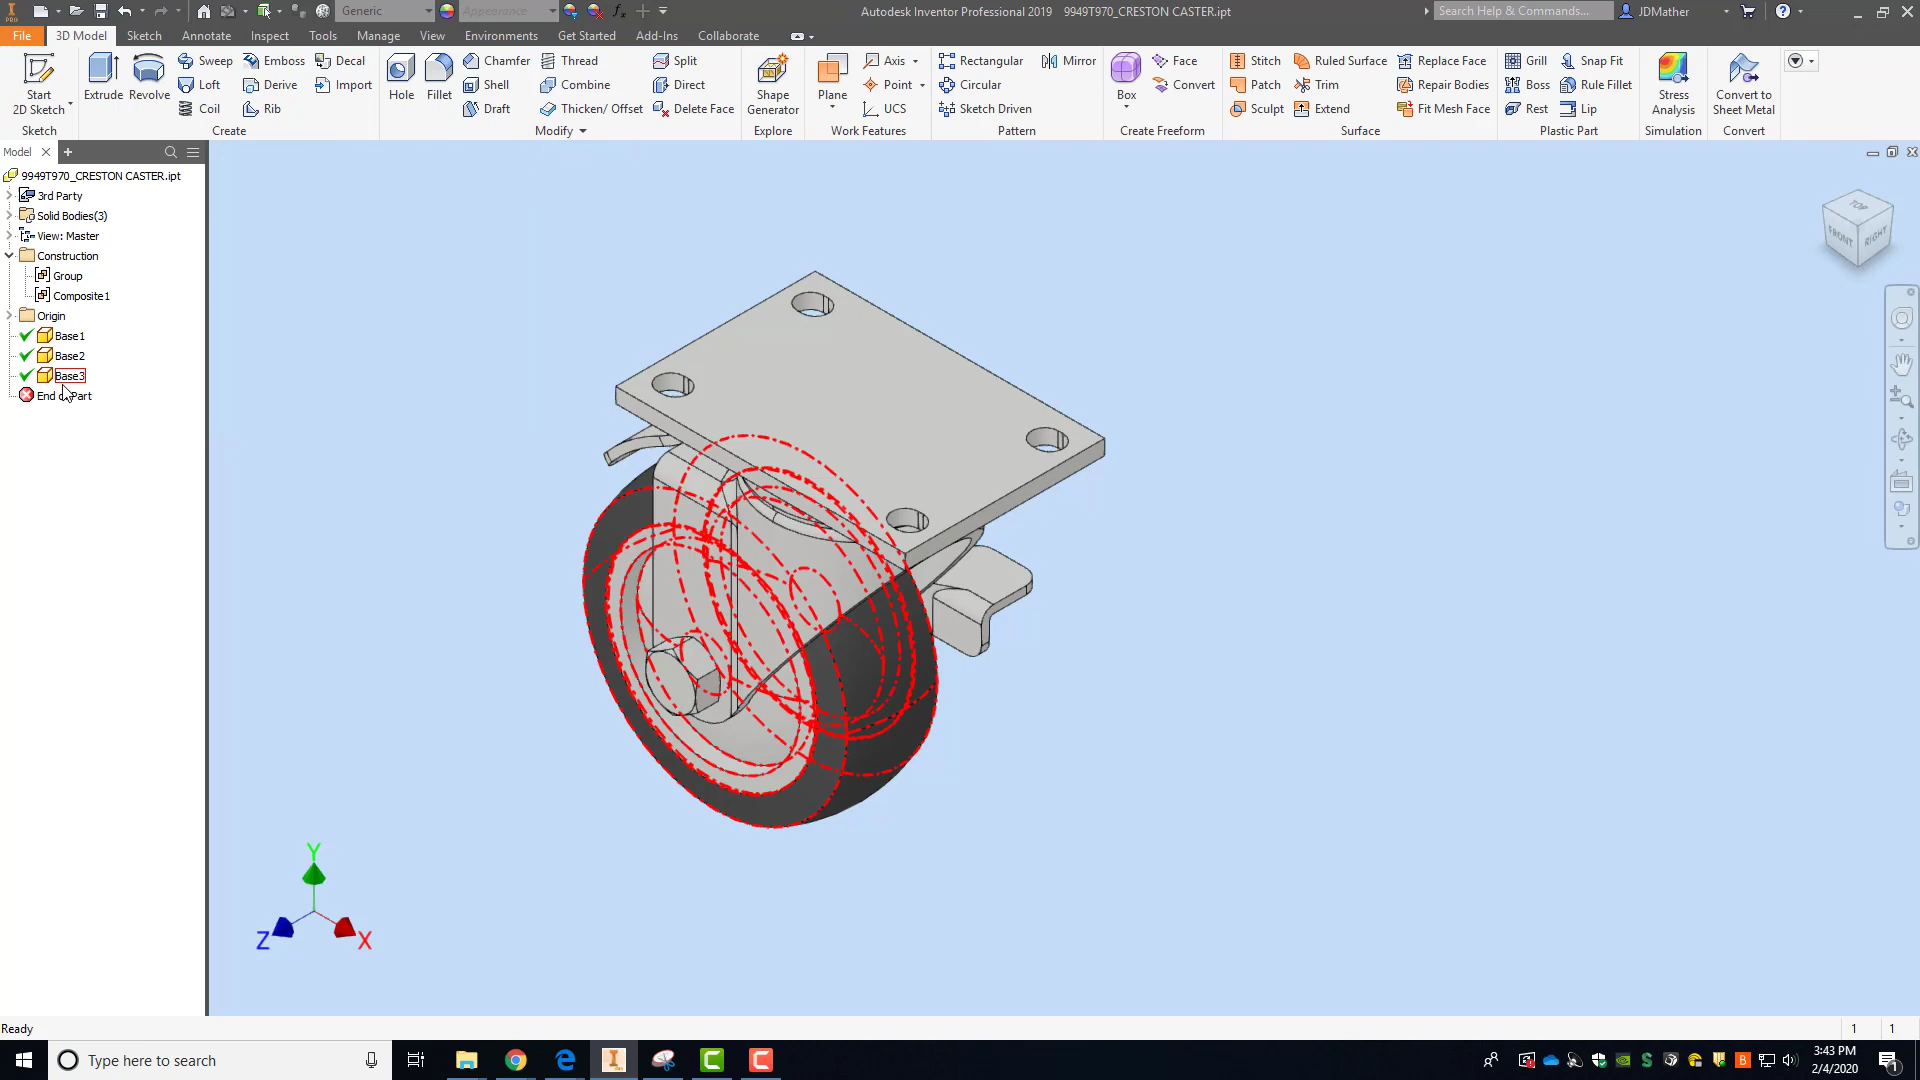 Generic
Appearance
Autodesk Inventor Professional 2019 9949T970_CRESTON CASTER.ipt
Search Help & Commands...
JDMather
File
3D Model
Sketch
Annotate
Inspect
Tools
Manage
View
Environments
Get Started
Add-Ins
Collaborate
Start
2D Sketch
Sketch
Extrude
Revolve
Sweep
Loft
Coil
Emboss
Derive
Rib
Decal
Import
Create
Hole
Fillet
Chamfer
Shell
Draft
Thread
Combine
Thicken/ Offset
Split
Direct
Delete Face
Modify
Shape
Generator
Explore
Plane
Axis
Point
UCS
Work Features
Rectangular
Circular
Sketch Driven
Mirror
Pattern
Box
Face
Convert
Create Freeform
Stitch
Patch
Sculpt
Ruled Surface
Trim
Extend
Replace Face
Repair Bodies
Fit Mesh Face
Surface
Grill
Boss
Rest
Snap Fit
Rule Fillet
Lip
Plastic Part
Stress
Analysis
Simulation
Convert to
Sheet Metal
Convert
Model
9949T970_CRESTON CASTER.ipt
3rd Party
Solid Bodies(3)
View: Master
Construction
Group
Composite1
Origin
Base1
Base2
Base3
End of Part
TOP
FRONT
RIGHT
Y
Z
X
Ready
1
1
Type here to search
3:43 PM
2/4/2020
1